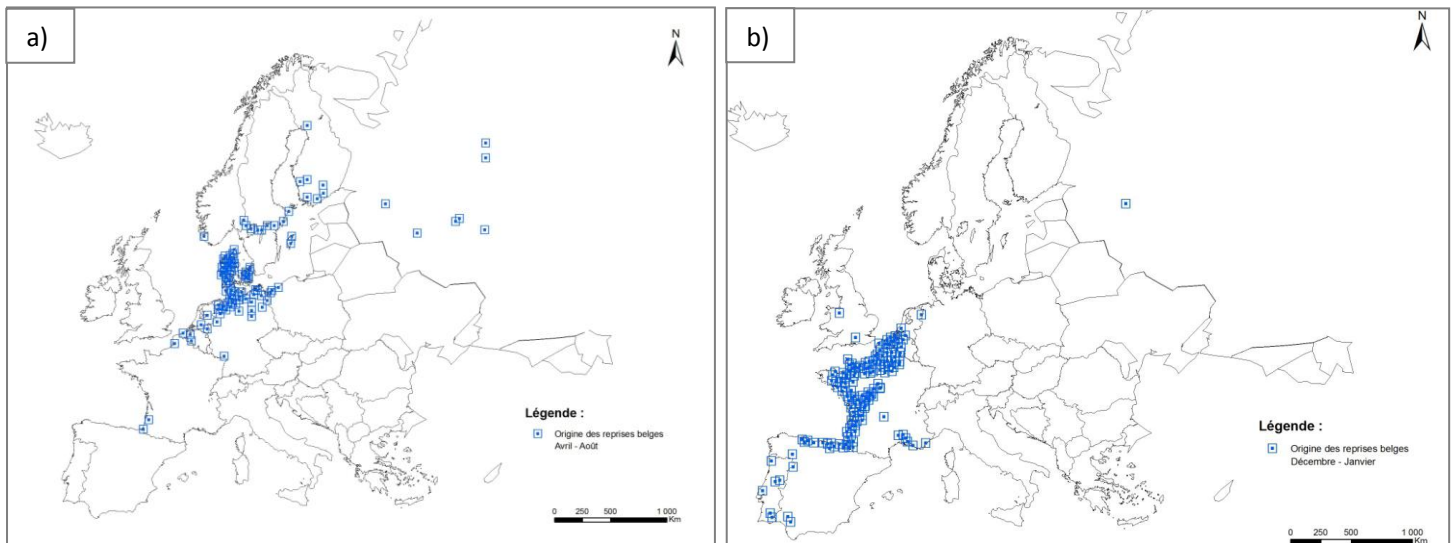 a)
N
Légende :
Origine des reprises belges
Avril - Août
0 250 500 1 000
Km
b)
N
Légende :
Origine des reprises belges
Décembre - Janvier
0 250 500 1 000
Km